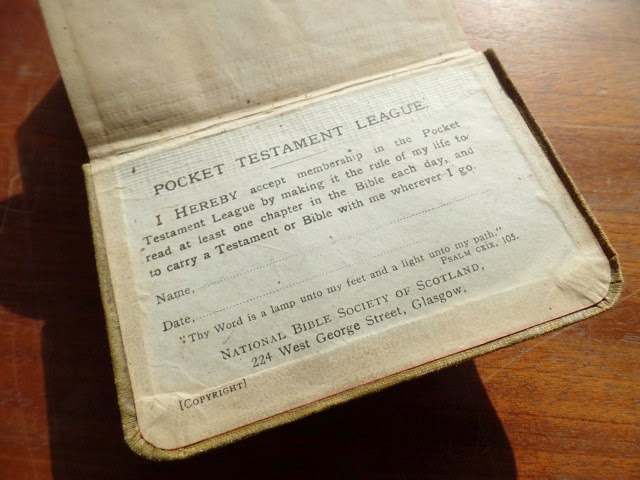 POCKET TESTAMENT LEAGUE.
I HEREBY accept membership in the Pocket
Testament League by making it the rule of my life to
read at least one chapter in the Bible each day, and
to carry a Testament or Bible with me wherever I go.
Name,
Date,
"Thy Word is a lamp unto my feet and a light unto my path."
PSALM CXIX. 105.
NATIONAL BIBLE SOCIETY OF SCOTLAND,
224 West George Street, Glasgow.
[COPYRIGHT]